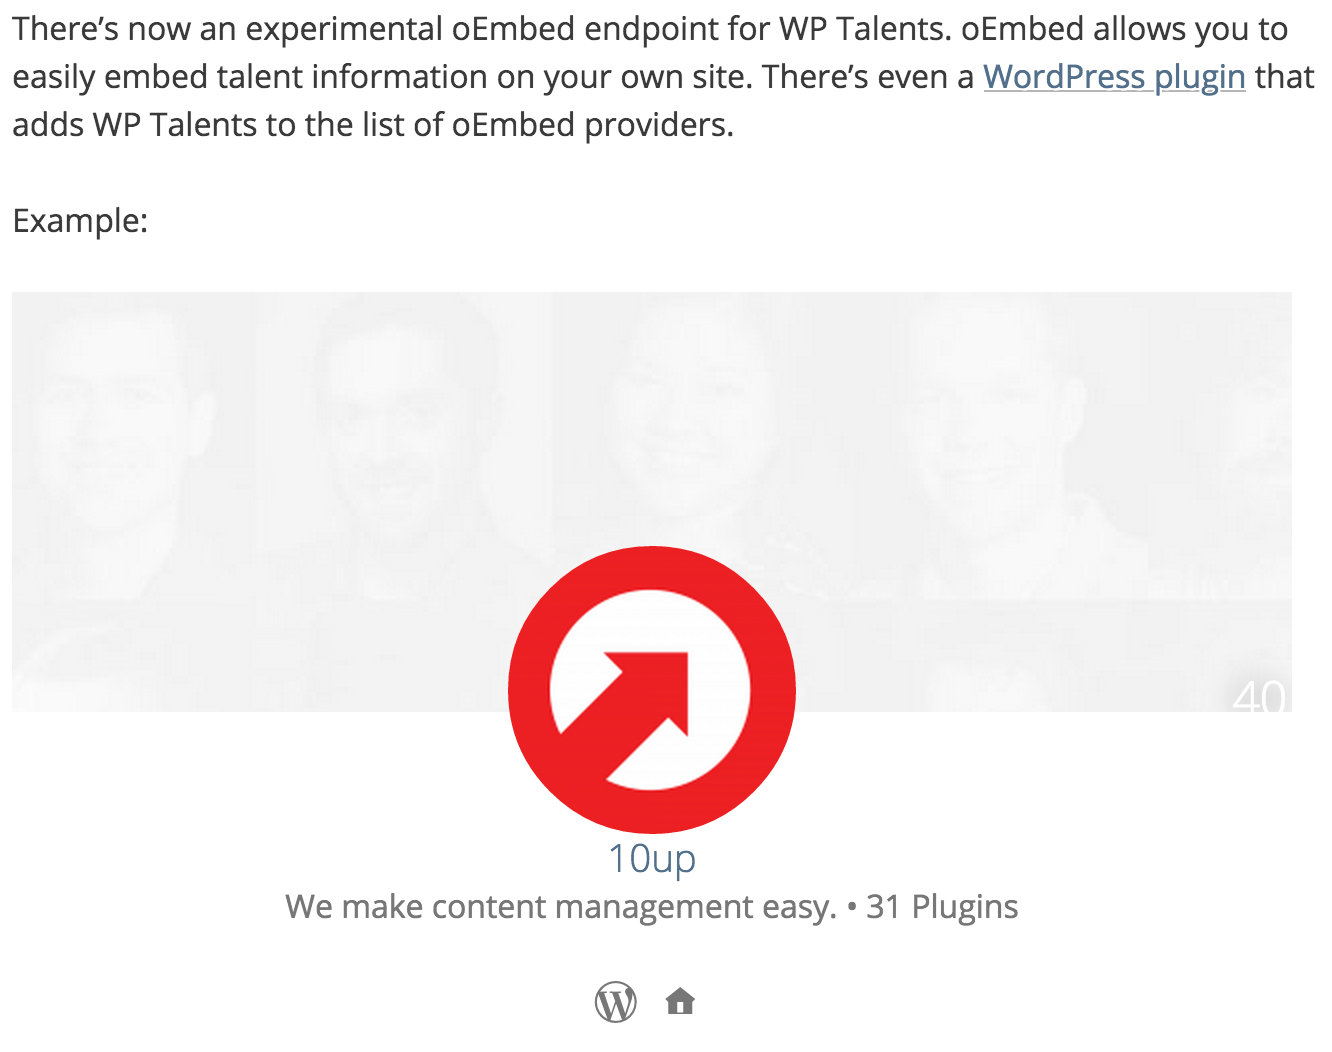 There’s now an experimental oEmbed endpoint for WP Talents. oEmbed allows you to
easily embed talent information on your own site. There’s even a WordPress plugin that
adds WP Talents to the list of oEmbed providers.
Example:
40
10up
We make content management easy. • 31 Plugins